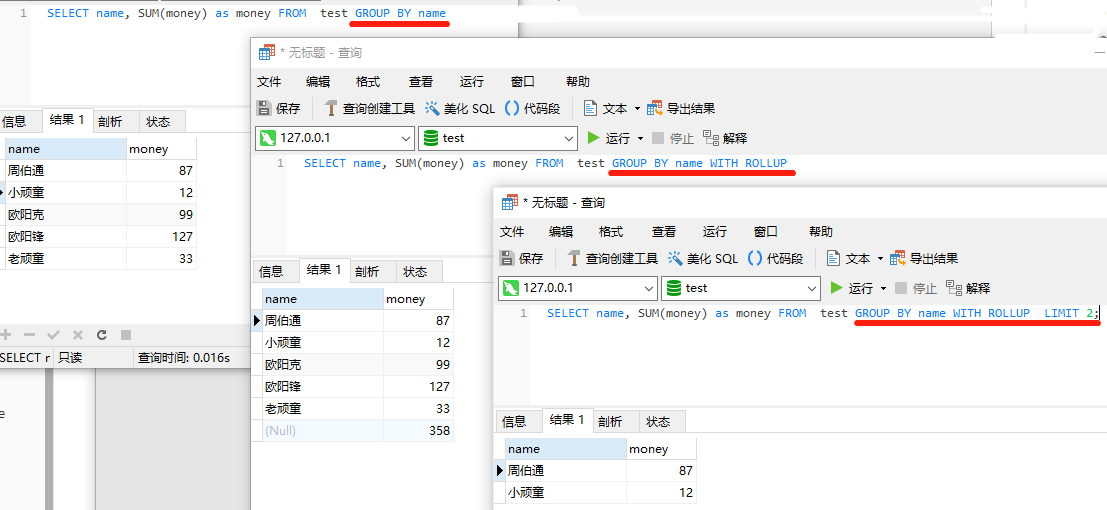 1 SELECT name, SUM(money) as money FROM  test GROUP BY name
信息 结果 1 剖析 状态
name money
周伯通 87
小顽童 12
欧阳克 99
欧阳锋 127
老顽童 33
SELECT r 只读 查询时间: 0.016s
e
* 无标题 - 查询
文件 编辑 格式 查看 运行 窗口 帮助
保存 查询创建工具 美化 SQL () 代码段 文本 导出结果
127.0.0.1 test 运行 停止 解释
1 SELECT name, SUM(money) as money FROM  test GROUP BY name WITH ROLLUP
信息 结果 1 剖析 状态
name money
周伯通 87
小顽童 12
欧阳克 99
欧阳锋 127
老顽童 33
(Null) 358
* 无标题 - 查询
文件 编辑 格式 查看 运行 窗口 帮助
保存 查询创建工具 美化 SQL () 代码段 文本 导出结果
127.0.0.1 test 运行 停止 解释
1 SELECT name, SUM(money) as money FROM  test GROUP BY name WITH ROLLUP  LIMIT 2;
信息 结果 1 剖析 状态
name money
周伯通 87
小顽童 12